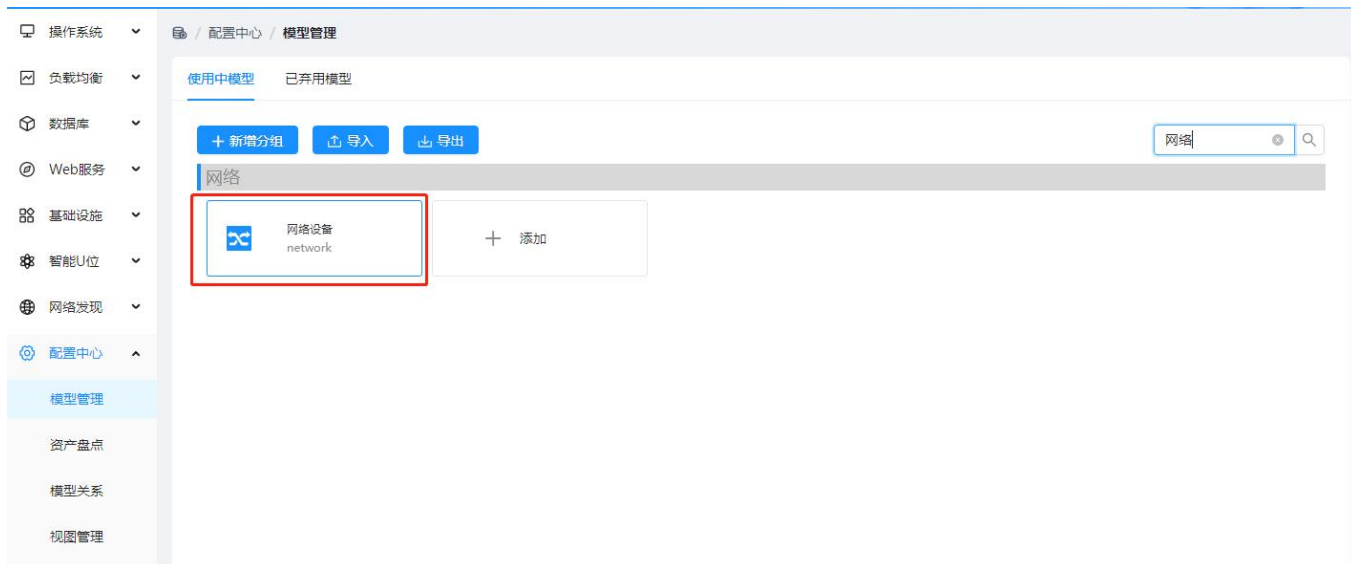 操作系统
负载均衡
数据库
Web服务
基础设施
智能U位
网络发现
配置中心
模型管理
资产盘点
模型关系
视图管理
/ 配置中心 / 模型管理
使用中模型 已弃用模型
+ 新增分组 导入 导出 网络
网络
网络设备
network
+ 添加